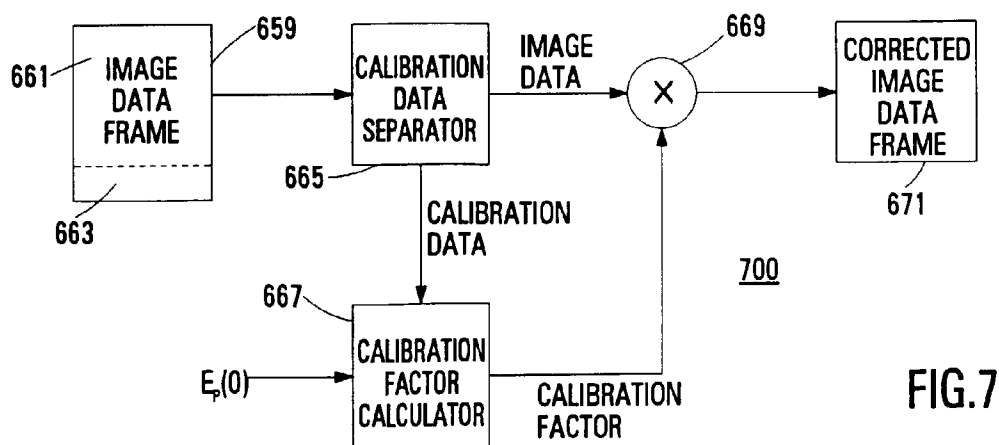 661
IMAGE
DATA
FRAME
659
663
CALIBRATION
DATA
SEPARATOR
665
IMAGE
DATA
669
X
CORRECTED
IMAGE
DATA
FRAME
671
CALIBRATION
DATA
667
Eₚ(0)
CALIBRATION
FACTOR
CALCULATOR
CALIBRATION
FACTOR
700
FIG.7